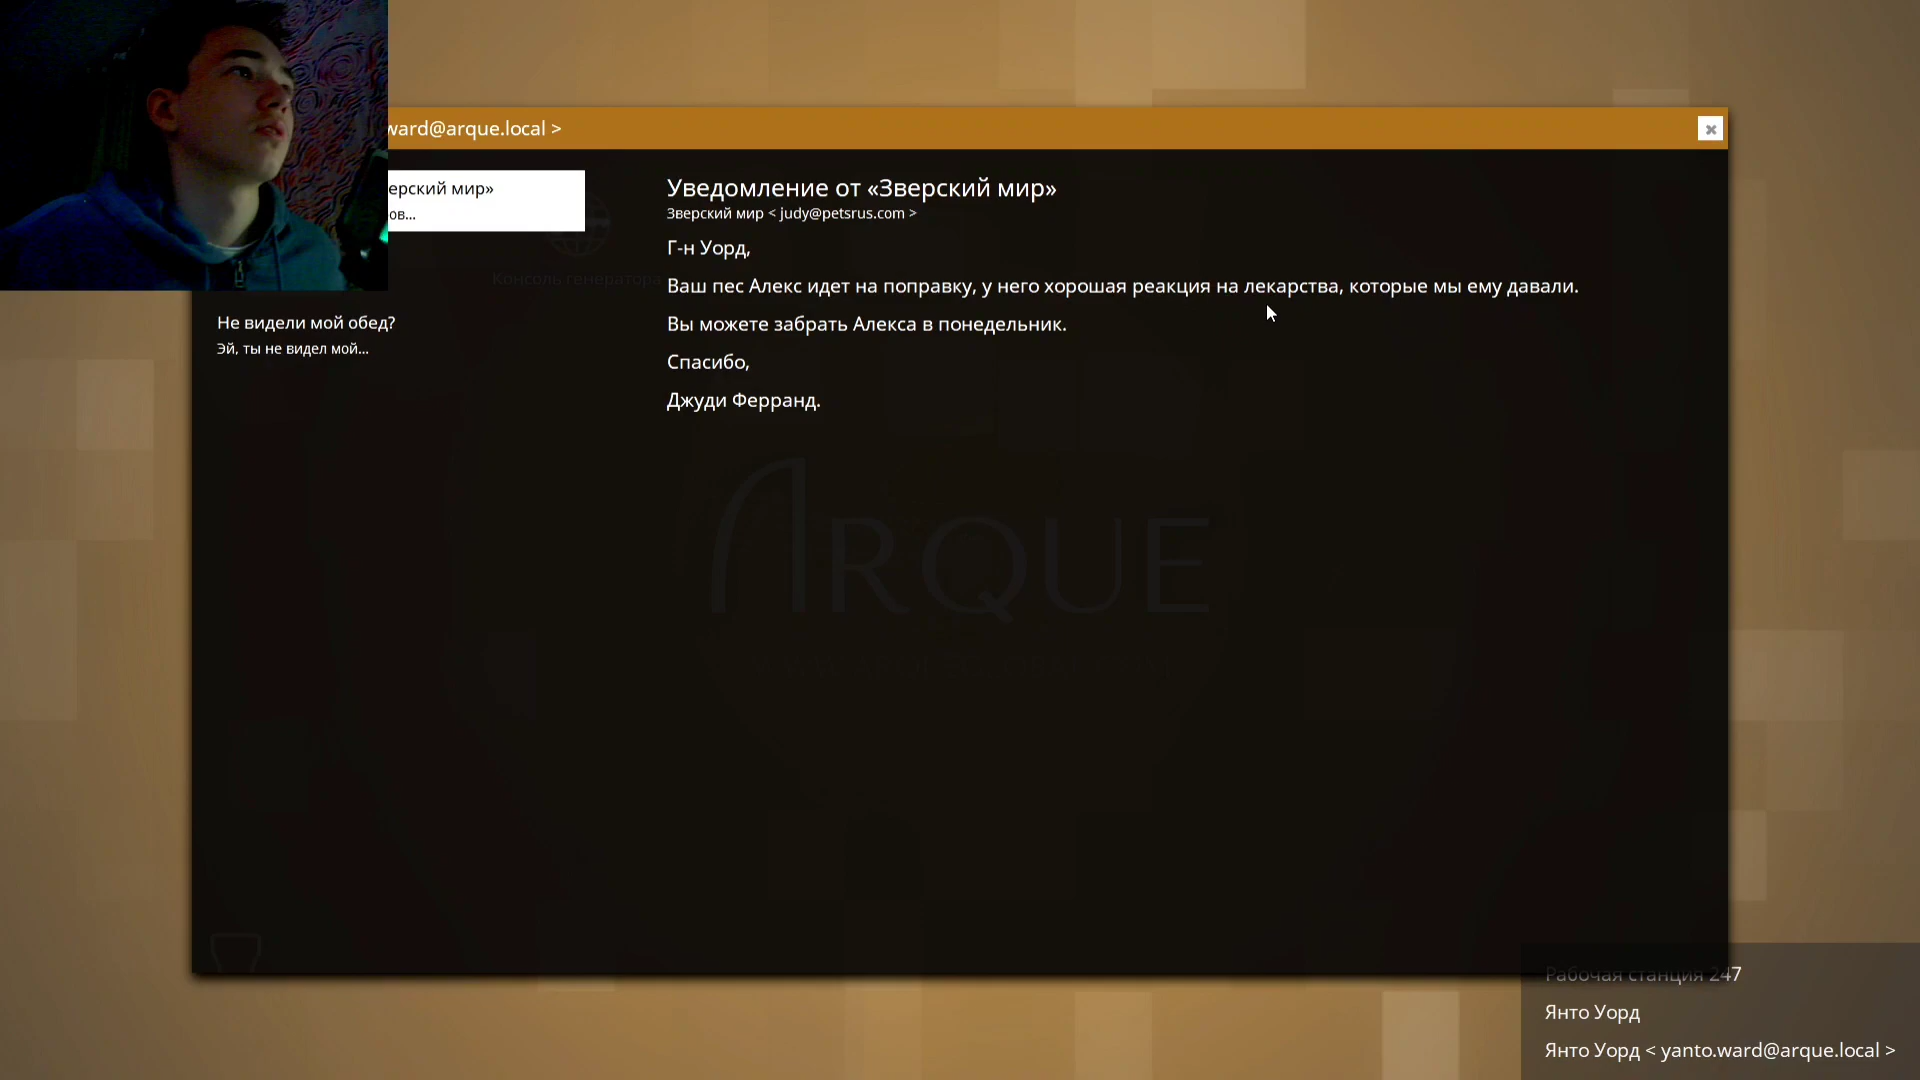 ward@arque.local >
ерский мир»
ов...
Консоль генератора
Не видели мой обед?
Эй, ты не видел мой...
Уведомление от «Зверский мир»
Зверский мир < judy@petsrus.com >
Г-н Уорд,
Ваш пес Алекс идет на поправку, у него хорошая реакция на лекарства, которые мы ему давали.
Вы можете забрать Алекса в понедельник.
Спасибо,
Джуди Ферранд.
ARQUE
Рабочая станция 247
Янто Уорд
Янто Уорд < yanto.ward@arque.local >